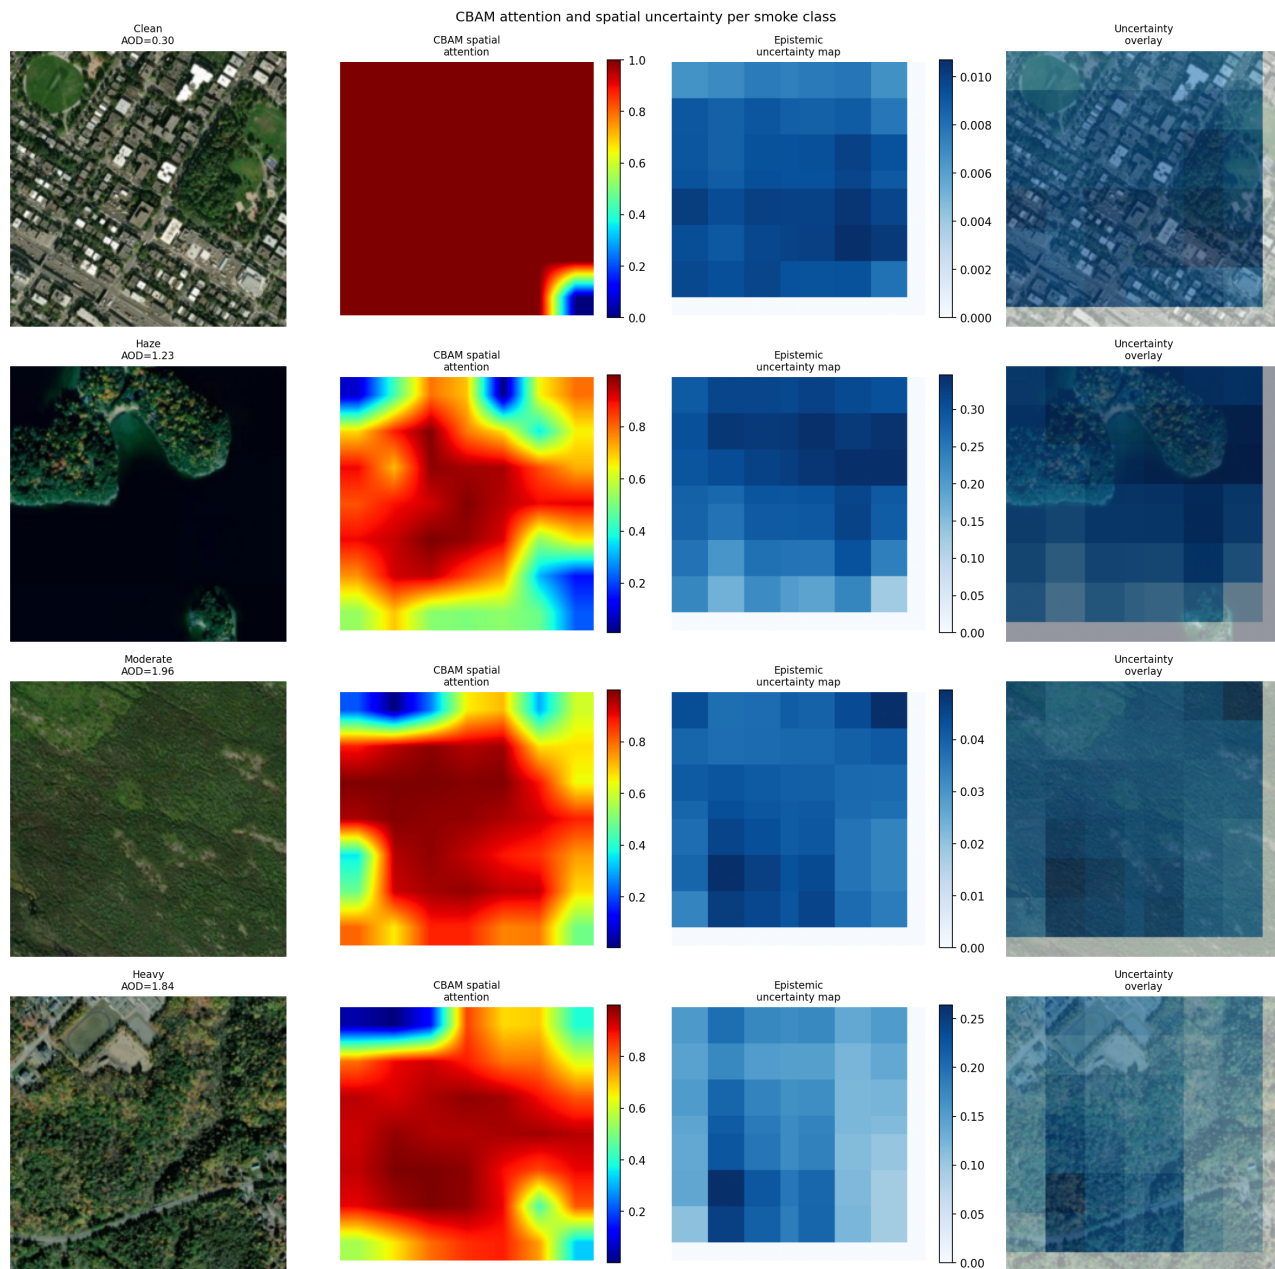 CBAM attention and spatial uncertainty per smoke class
Clean
AOD=0.30
CBAM spatial
attention
1.0
0.8
0.6
0.4
0.2
0.0
Epistemic
uncertainty map
0.010
0.008
0.006
0.004
0.002
0.000
Uncertainty
overlay
Haze
AOD=1.23
CBAM spatial
attention
0.8
0.6
0.4
0.2
Epistemic
uncertainty map
0.30
0.25
0.20
0.15
0.10
0.05
0.00
Uncertainty
overlay
Moderate
AOD=1.96
CBAM spatial
attention
0.8
0.6
0.4
0.2
Epistemic
uncertainty map
0.04
0.03
0.02
0.01
0.00
Uncertainty
overlay
Heavy
AOD=1.84
CBAM spatial
attention
0.8
0.6
0.4
0.2
Epistemic
uncertainty map
0.25
0.20
0.15
0.10
0.05
0.00
Uncertainty
overlay